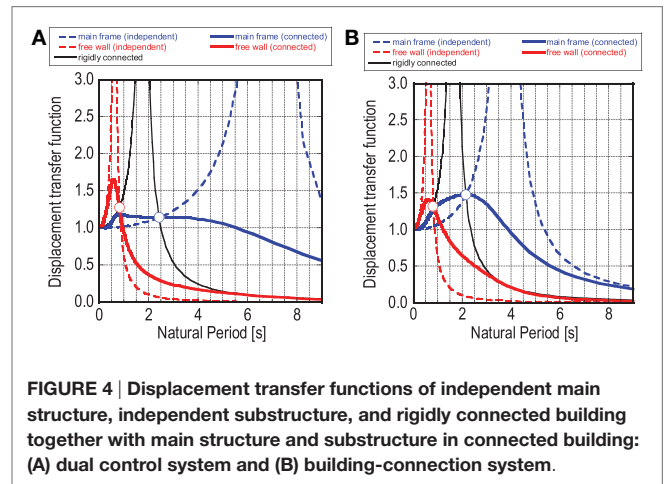 A
main frame (independent) main frame (connected)
free wall (independent) free wall (connected)
rigidly connected
3.0
2.5
2.0
1.5
1.0
0.5
0.0
Displacement transfer function
0 2 4 6 8
Natural Period [s]
B
main frame (independent) main frame (connected)
free wall (independent) free wall (connected)
rigidly connected
3.0
2.5
2.0
1.5
1.0
0.5
0.0
Displacement transfer function
0 2 4 6 8
Natural Period [s]
FIGURE 4 | Displacement transfer functions of independent main
structure, independent substructure, and rigidly connected building
together with main structure and substructure in connected building:
(A) dual control system and (B) building-connection system.